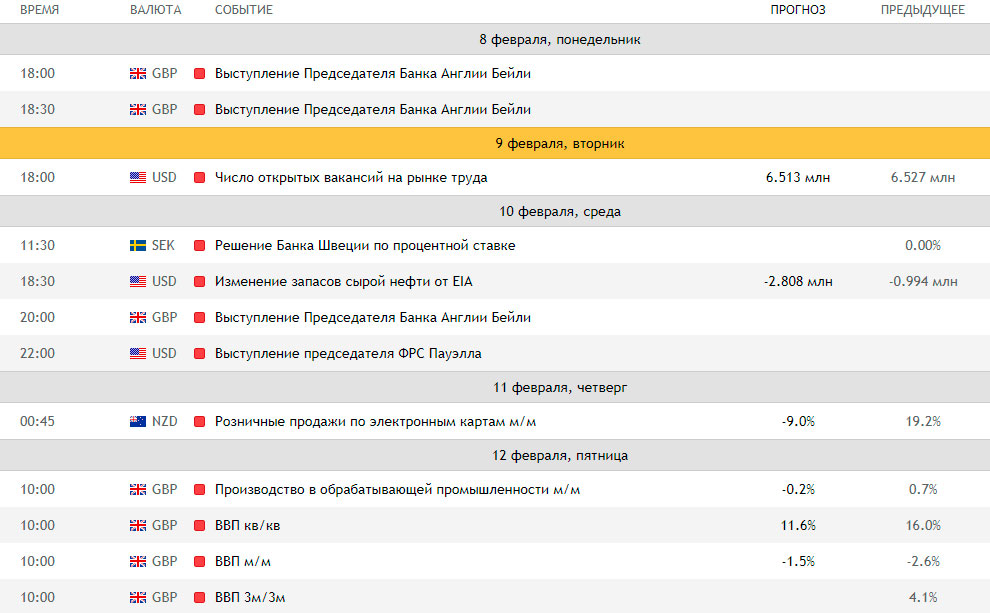 ВРЕМЯ ВАЛЮТА СОБЫТИЕ ПРОГНОЗ ПРЕДЫДУЩЕЕ
8 февраля, понедельник
18:00 GBP Выступление Председателя Банка Англии Бейли
18:30 GBP Выступление Председателя Банка Англии Бейли
9 февраля, вторник
18:00 USD Число открытых вакансий на рынке труда 6.513 млн 6.527 млн
10 февраля, среда
11:30 SEK Решение Банка Швеции по процентной ставке 0.00%
18:30 USD Изменение запасов сырой нефти от EIA -2.808 млн -0.994 млн
20:00 GBP Выступление Председателя Банка Англии Бейли
22:00 USD Выступление председателя ФРС Пауэлла
11 февраля, четверг
00:45 NZD Розничные продажи по электронным картам м/м -9.0% 19.2%
12 февраля, пятница
10:00 GBP Производство в обрабатывающей промышленности м/м -0.2% 0.7%
10:00 GBP ВВП кв/кв 11.6% 16.0%
10:00 GBP ВВП м/м -1.5% -2.6%
10:00 GBP ВВП 3м/3м 4.1%